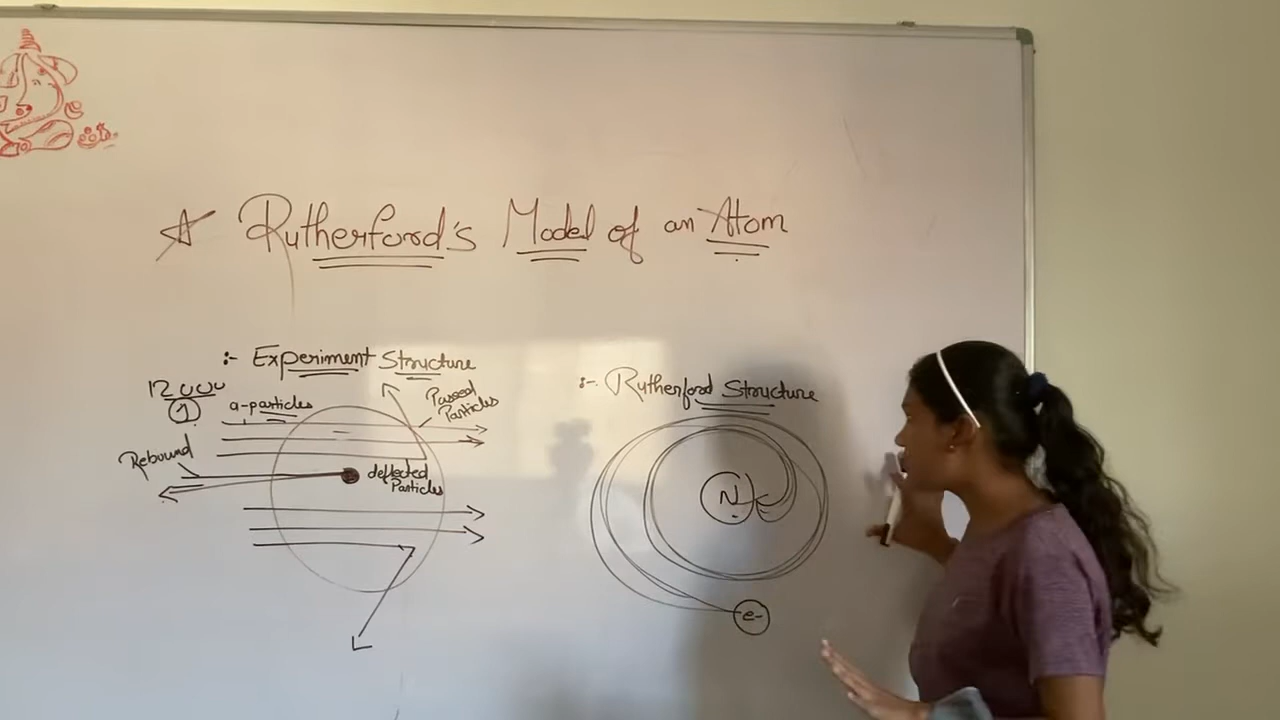 ☆ Rutherford's Model of an Atom
:- Experiment Structure
12000
1
a-particles
Passed
Particles
Rebound
deflected
Particles
:- Rutherford Structure
N
e-